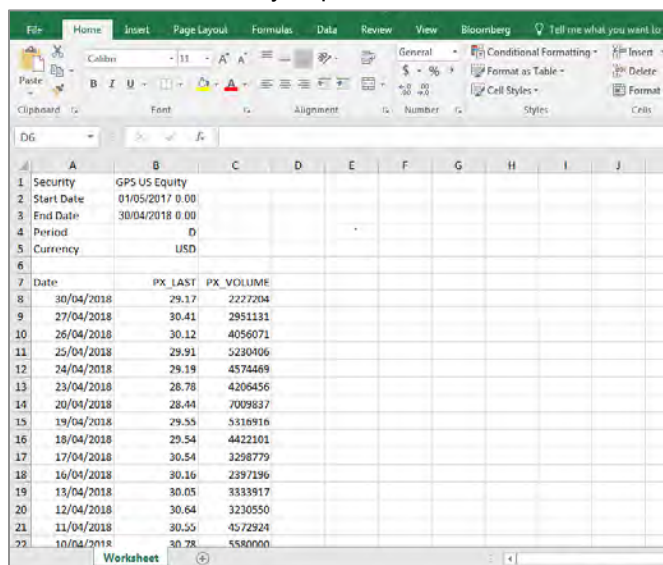 File Home Insert Page Layout Formulas Data Review View Bloomberg Tell me what you want to
Calibri 11 A A General Conditional Formatting Insert
Paste B I U A $ % Format as Table Delete
Cell Styles Format
Clipboard Font Alignment Number Styles Cells
D6 fx
A B C D E F G H I J
1 Security GPS US Equity
2 Start Date 01/05/2017 0.00
3 End Date 30/04/2018 0.00
4 Period D
5 Currency USD
6
7 Date PX_LAST PX_VOLUME
8 30/04/2018 29.17 2227204
9 27/04/2018 30.41 2951131
10 26/04/2018 30.12 4056071
11 25/04/2018 29.91 5230406
12 24/04/2018 29.19 4574469
13 23/04/2018 28.78 4206456
14 20/04/2018 28.44 7009837
15 19/04/2018 29.55 5316916
16 18/04/2018 29.54 4422101
17 17/04/2018 30.54 3298779
18 16/04/2018 30.16 2397196
19 13/04/2018 30.05 3333917
20 12/04/2018 30.64 3230550
21 11/04/2018 30.55 4572924
22 10/04/2018 30.78 5580000
Worksheet